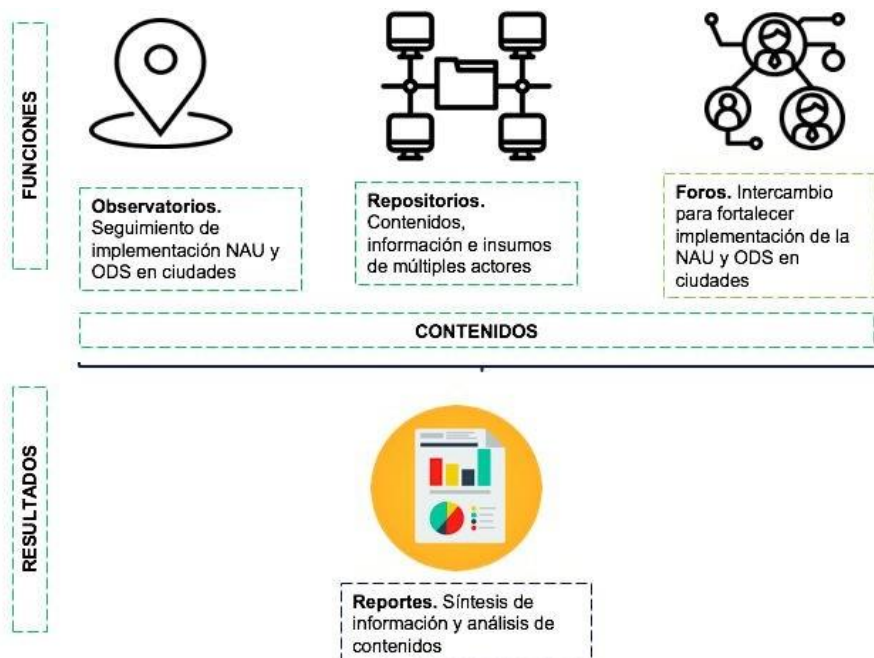 FUNCIONES
Observatorios.
Seguimiento de
implementación NAU y
ODS en ciudades
Repositorios.
Contenidos,
información e insumos
de múltiples actores
Foros. Intercambio
para fortalecer
implementación de la
NAU y ODS en
ciudades
CONTENIDOS
RESULTADOS
Reportes. Síntesis de
información y análisis de
contenidos